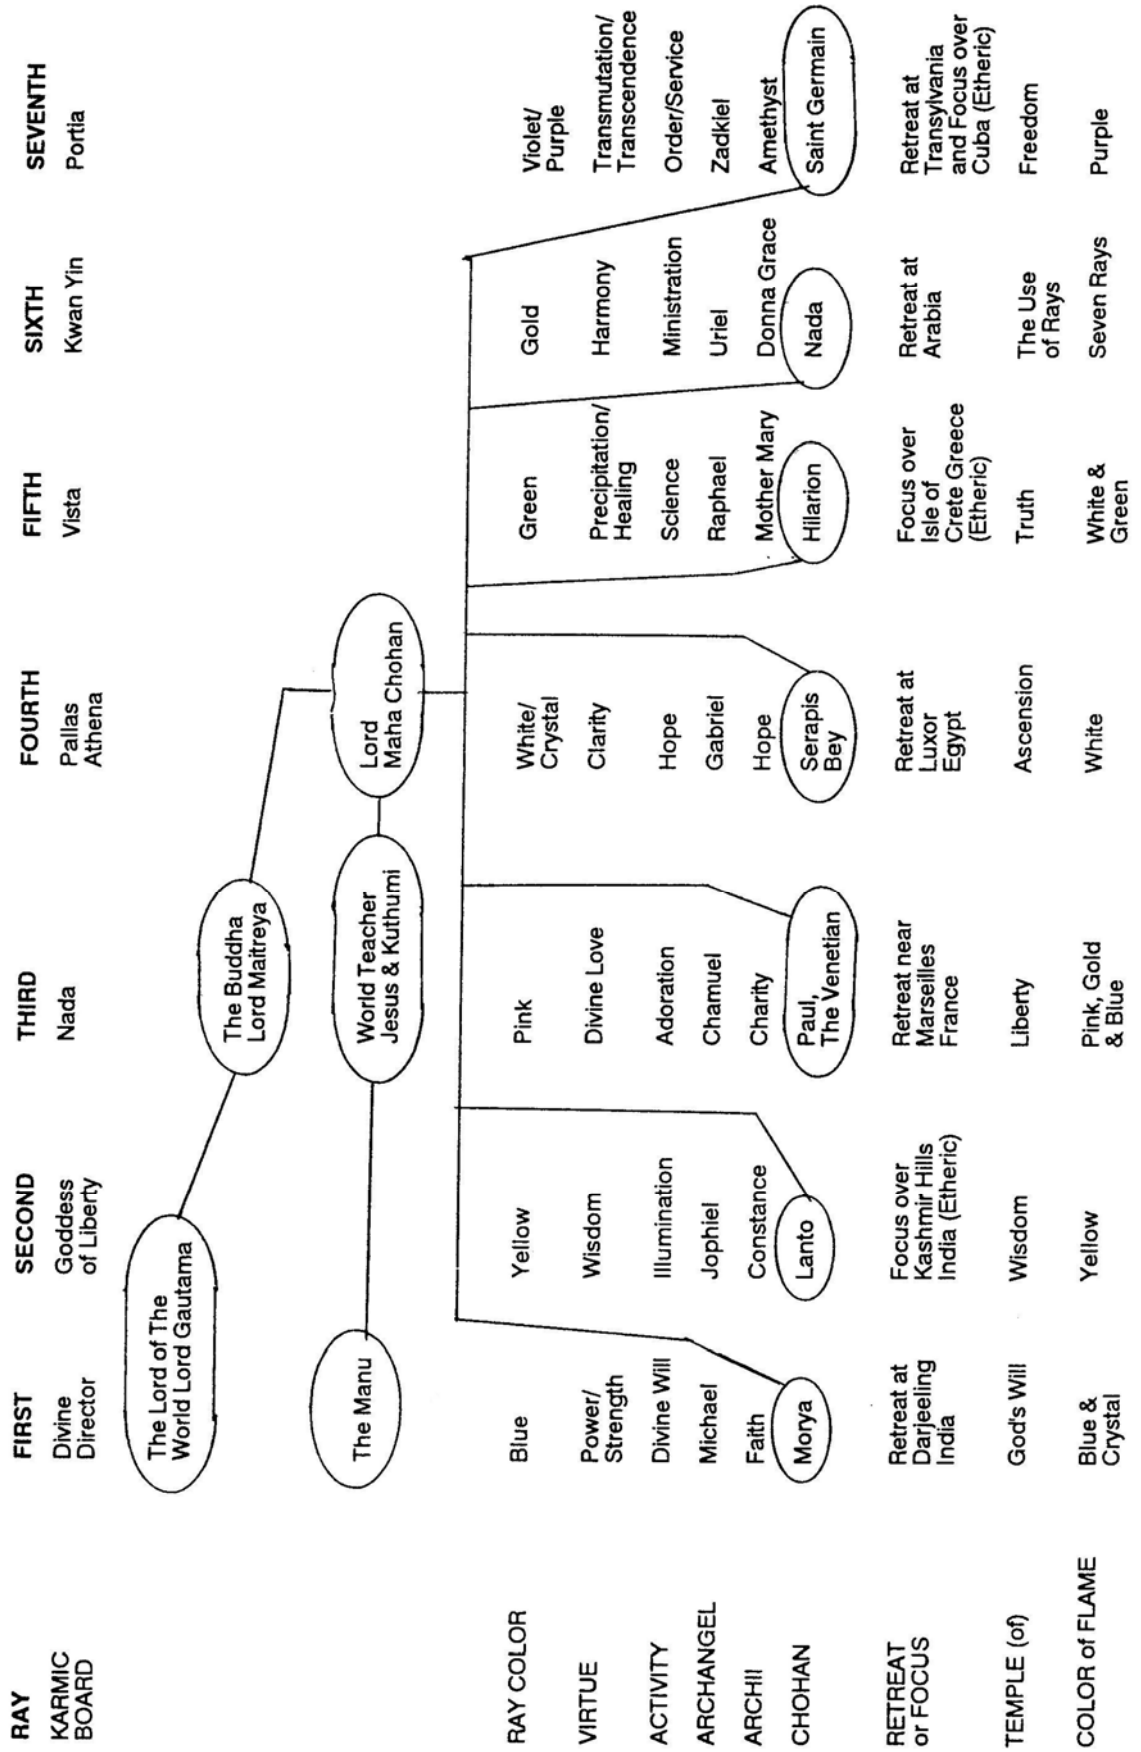 RAY
FIRST
SECOND
THIRD
FOURTH
FIFTH
SIXTH
SEVENTH
KARMIC
BOARD
Divine
Director
Goddess
of Liberty
Nada
Pallas
Athena
Vista
Kwan Yin
Portia
The Lord of The
World Lord Gautama
The Buddha
Lord Maitreya
The Manu
World Teacher
Jesus & Kuthumi
Lord
Maha Chohan
RAY COLOR
Blue
Yellow
Pink
White/
Crystal
Green
Gold
Violet/
Purple
VIRTUE
Power/
Strength
Wisdom
Divine Love
Clarity
Precipitation/
Healing
Harmony
Transmutation/
Transcendence
ACTIVITY
Divine Will
Illumination
Adoration
Hope
Science
Ministration
Order/Service
ARCHANGEL
Michael
Jophiel
Chamuel
Gabriel
Raphael
Uriel
Zadkiel
ARCHII
Faith
Constance
Charity
Hope
Mother Mary
Donna Grace
Amethyst
CHOHAN
Morya
Lanto
Paul,
The Venetian
Serapis
Bey
Hilarion
Nada
Saint Germain
RETREAT
or FOCUS
Retreat at
Darjeeling
India
Focus over
Kashmir Hills
India (Etheric)
Retreat near
Marseilles
France
Retreat at
Luxor
Egypt
Focus over
Isle of
Crete Greece
(Etheric)
Retreat at
Arabia
Retreat at
Transylvania
and Focus over
Cuba (Etheric)
TEMPLE (of)
God's Will
Wisdom
Liberty
Ascension
Truth
The Use
of Rays
Freedom
COLOR of FLAME
Blue &
Crystal
Yellow
Pink, Gold
& Blue
White
White &
Green
Seven Rays
Purple